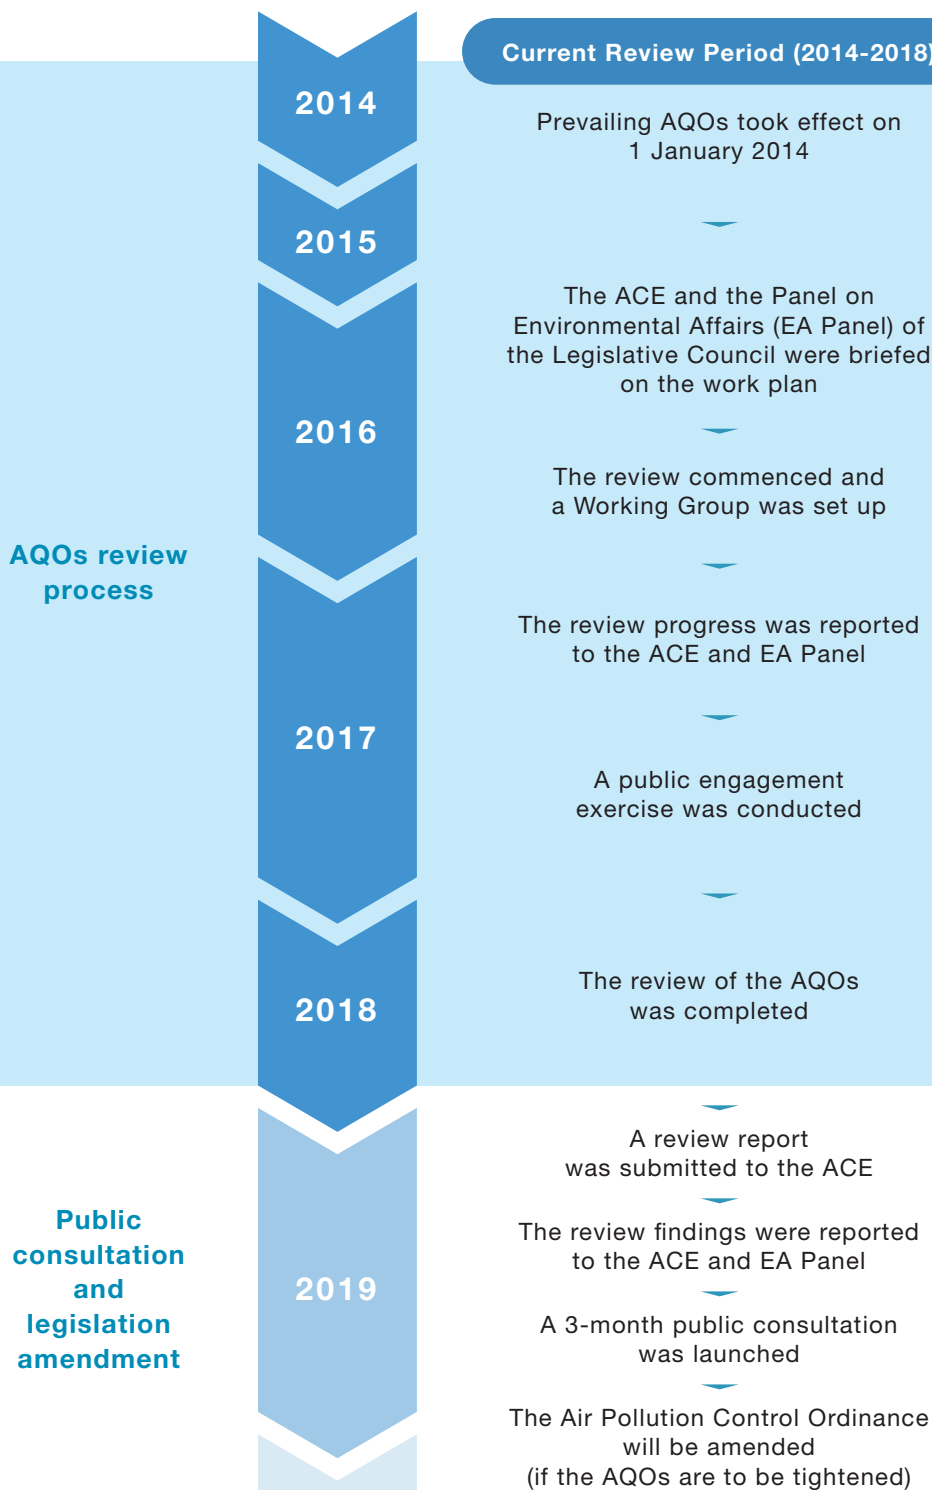 Current Review Period (2014-2018)
2014
Prevailing AQOs took effect on
1 January 2014
2015
The ACE and the Panel on
Environmental Affairs (EA Panel) of
the Legislative Council were briefed
on the work plan
2016
The review commenced and
a Working Group was set up
AQOs review
process
The review progress was reported
to the ACE and EA Panel
2017
A public engagement
exercise was conducted
2018
The review of the AQOs
was completed
Public
consultation
and
legislation
amendment
2019
A review report
was submitted to the ACE
The review findings were reported
to the ACE and EA Panel
A 3-month public consultation
was launched
The Air Pollution Control Ordinance
will be amended
(if the AQOs are to be tightened)